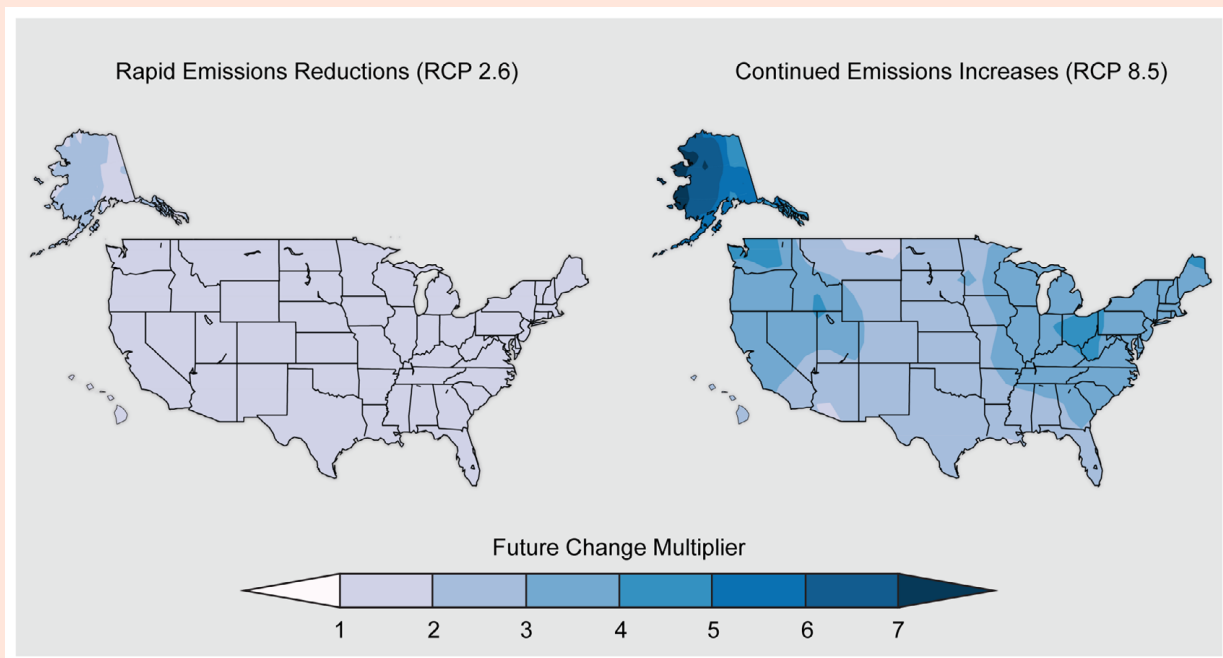 Rapid Emissions Reductions (RCP 2.6)
Continued Emissions Increases (RCP 8.5)
Future Change Multiplier
1 2 3 4 5 6 7